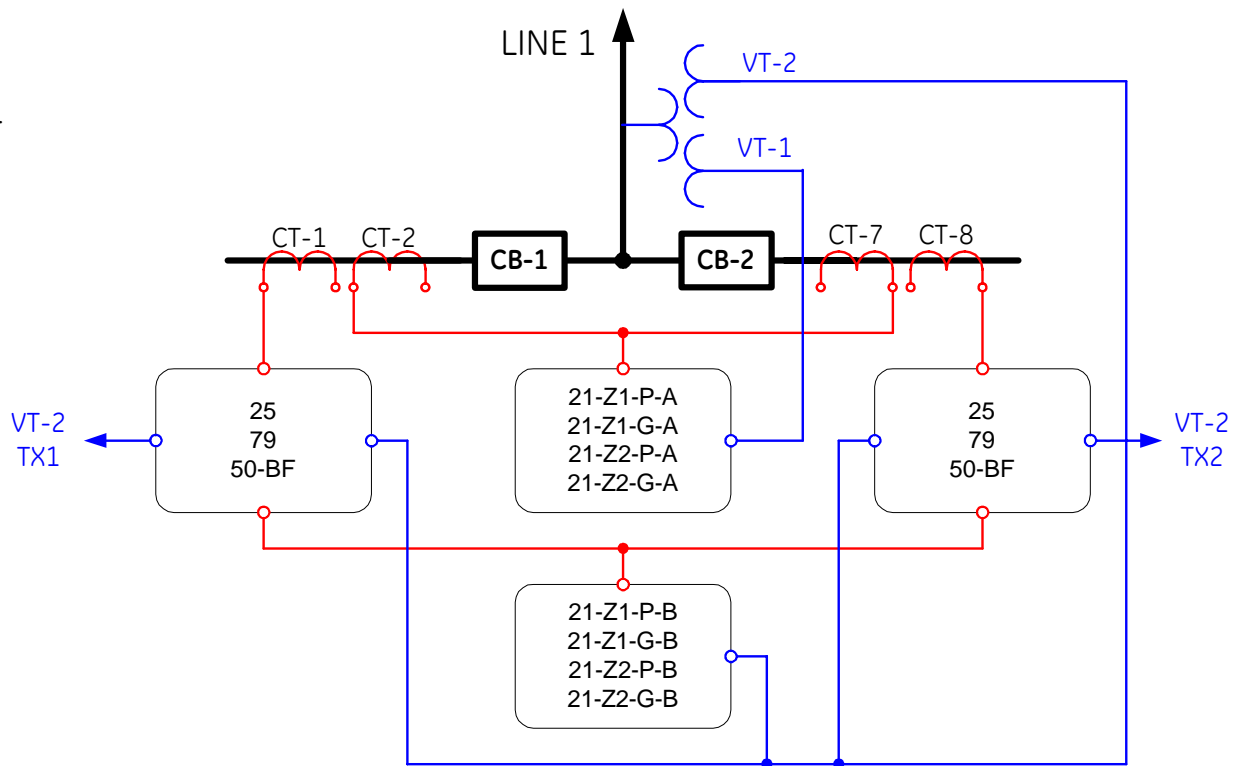 LINE 1
VT-2
VT-1
CT-1
CT-2
CB-1
CB-2
CT-7
CT-8
VT-2
TX1
25
79
50-BF
21-Z1-P-A
21-Z1-G-A
21-Z2-P-A
21-Z2-G-A
25
79
50-BF
VT-2
TX2
21-Z1-P-B
21-Z1-G-B
21-Z2-P-B
21-Z2-G-B